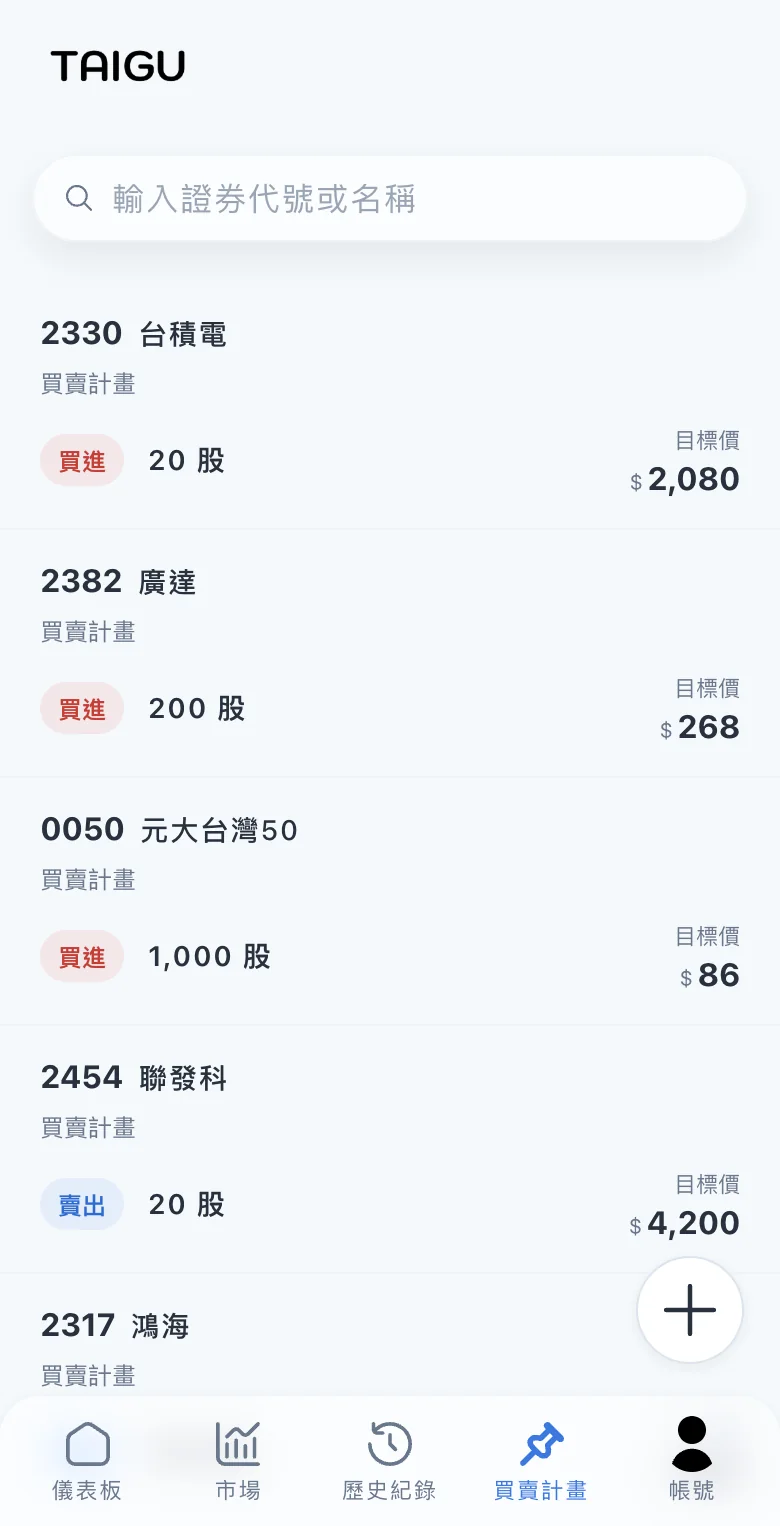 TAIGU
輸入證券代號或名稱
2330 台積電
買賣計畫
買進 20 股
目標價
$ 2,080
2382 廣達
買賣計畫
買進 200 股
目標價
$ 268
0050 元大台灣50
買賣計畫
買進 1,000 股
目標價
$ 86
2454 聯發科
買賣計畫
賣出 20 股
目標價
$ 4,200
2317 鴻海
買賣計畫
儀表板 市場 歷史紀錄 買賣計畫 帳號